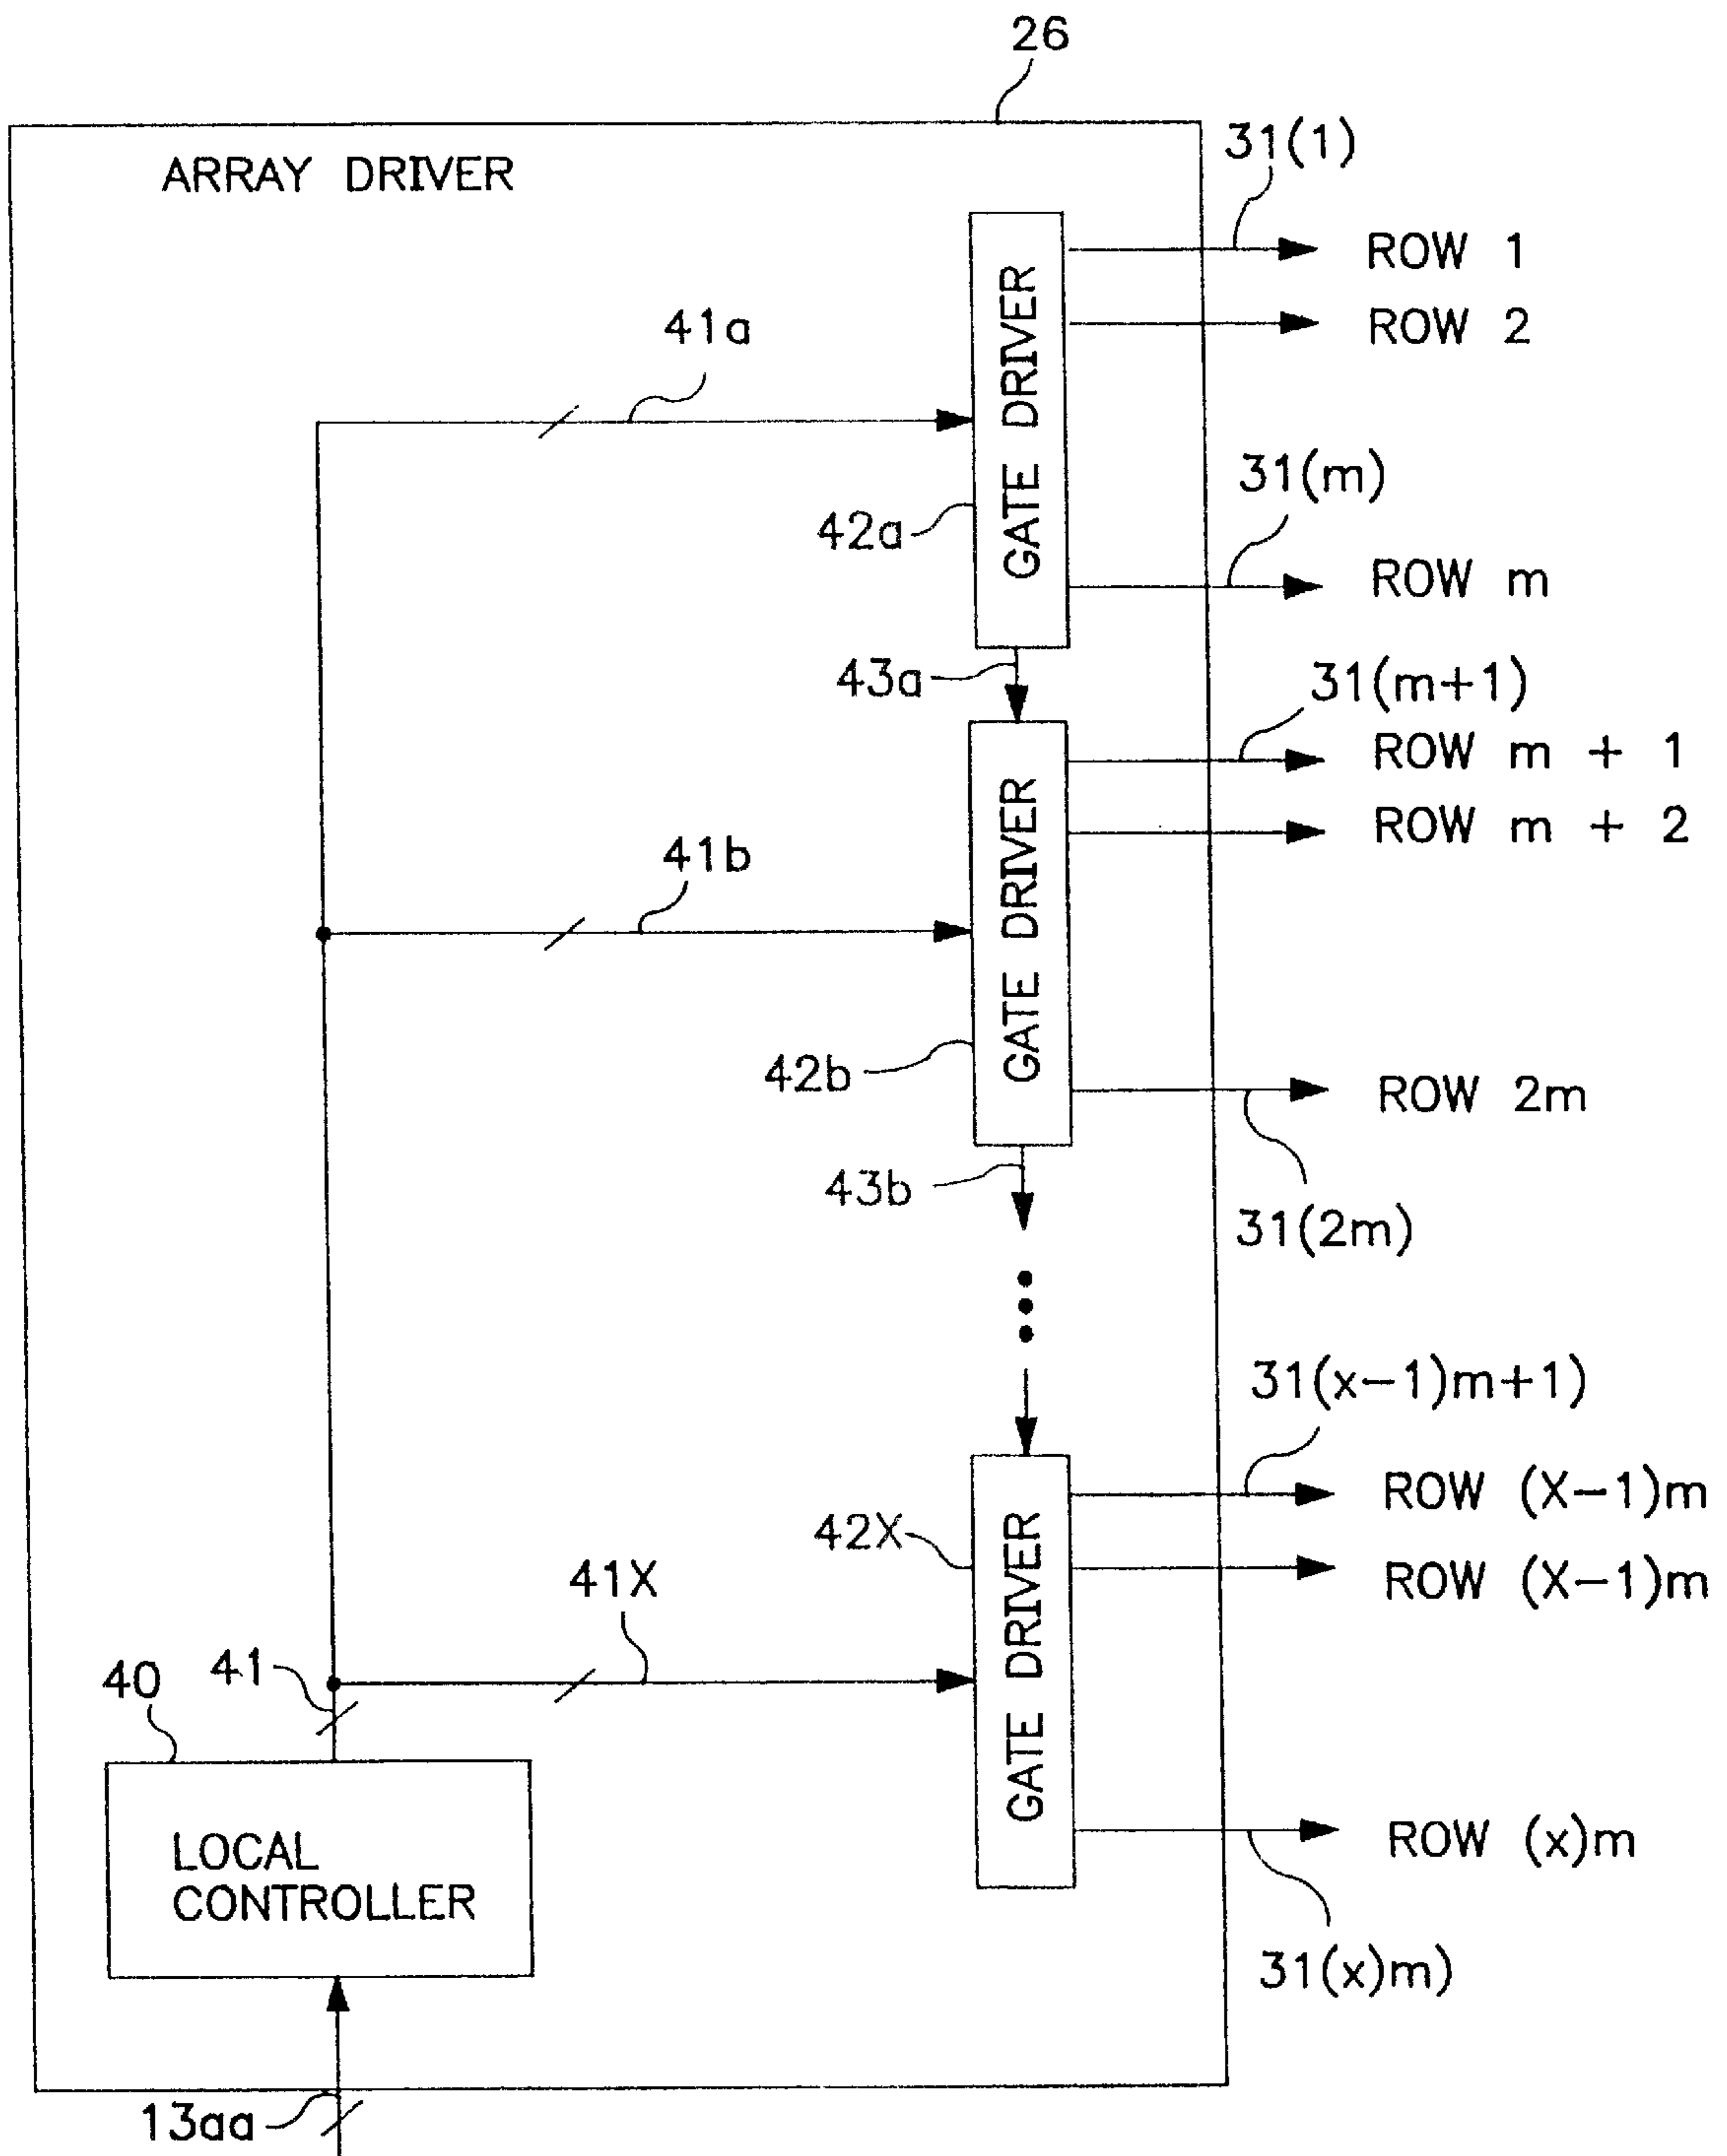 26
ARRAY DRIVER
31(1)
ROW 1
ROW 2
41a
GATE DRIVER
42a
31(m)
ROW m
43a
31(m+1)
ROW m + 1
ROW m + 2
41b
GATE DRIVER
42b
ROW 2m
43b
31(2m)
31(x-1)m+1)
ROW (X-1)m
42X
ROW (X-1)m
41X
GATE DRIVER
41
40
ROW (x)m
LOCAL
CONTROLLER
31(x)m)
13aa